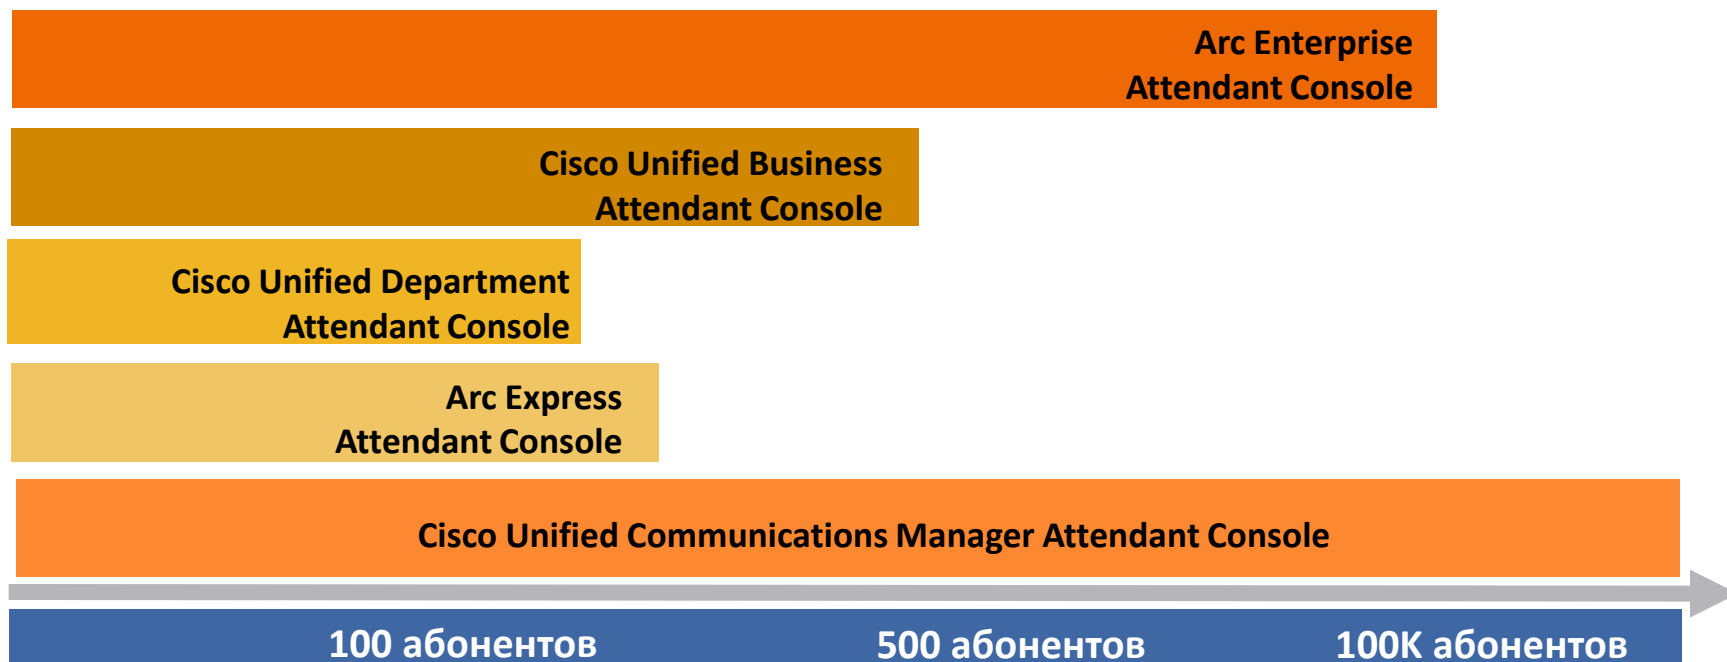 Arc Enterprise
Attendant Console
Cisco Unified Business
Attendant Console
Cisco Unified Department
Attendant Console
Arc Express
Attendant Console
Cisco Unified Communications Manager Attendant Console
100 абонентов 500 абонентов 100K абонентов